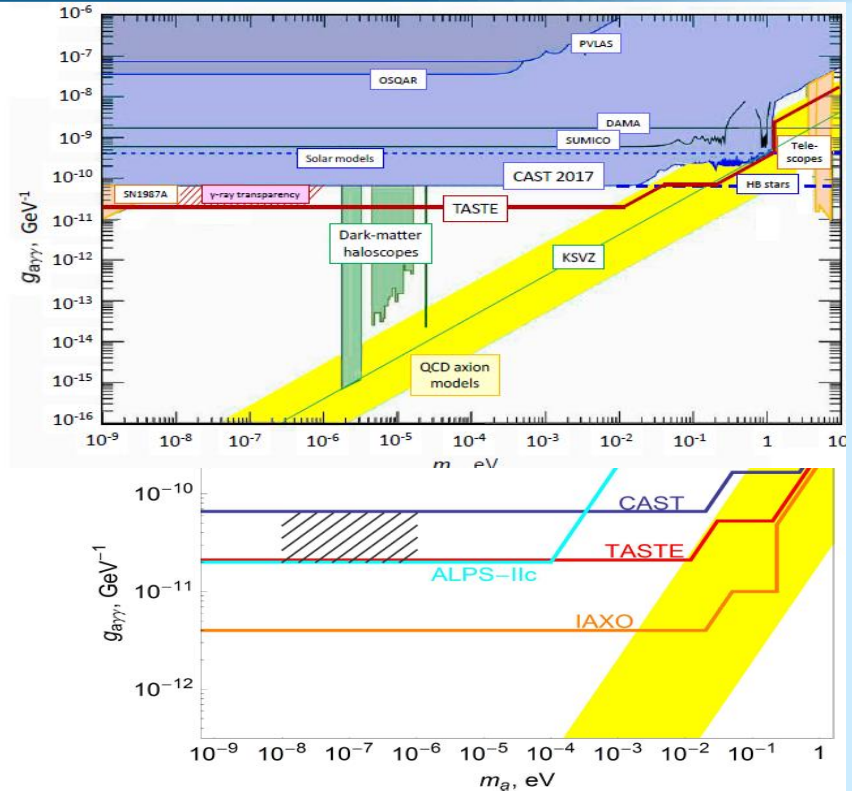 10⁻⁶
10⁻⁷
10⁻⁸
10⁻⁹
10⁻¹⁰
10⁻¹¹
10⁻¹²
10⁻¹³
10⁻¹⁴
10⁻¹⁵
10⁻¹⁶
gₐγγ, GeV⁻¹
PVLAS
OSQAR
DAMA
SUMICO
Solar models
Tele-
scopes
CAST 2017
SN1987A
γ-ray transparency
HB stars
TASTE
Dark-matter
haloscopes
KSVZ
QCD axion
models
10⁻⁹ 10⁻⁸ 10⁻⁷ 10⁻⁶ 10⁻⁵ 10⁻⁴ 10⁻³ 10⁻² 10⁻¹ 1 10
m eV
10⁻¹⁰
10⁻¹¹
10⁻¹²
gₐγγ, GeV⁻¹
CAST
TASTE
ALPS-IIc
IAXO
10⁻⁹ 10⁻⁸ 10⁻⁷ 10⁻⁶ 10⁻⁵ 10⁻⁴ 10⁻³ 10⁻² 10⁻¹ 1
mₐ, eV